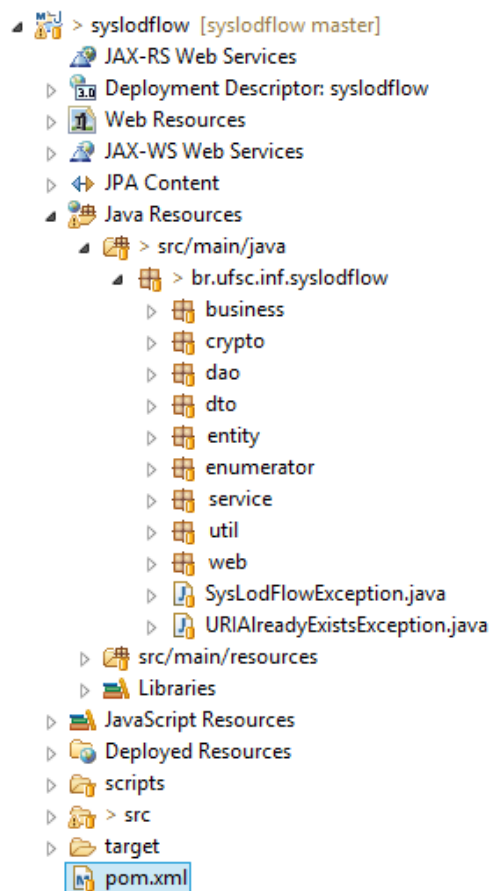 > syslodflow [syslodflow master]
JAX-RS Web Services
Deployment Descriptor: syslodflow
Web Resources
JAX-WS Web Services
JPA Content
Java Resources
> src/main/java
> br.ufsc.inf.syslodflow
business
crypto
dao
dto
entity
enumerator
service
util
web
SysLodFlowException.java
URIAlreadyExistsException.java
src/main/resources
Libraries
JavaScript Resources
Deployed Resources
scripts
> src
target
pom.xml